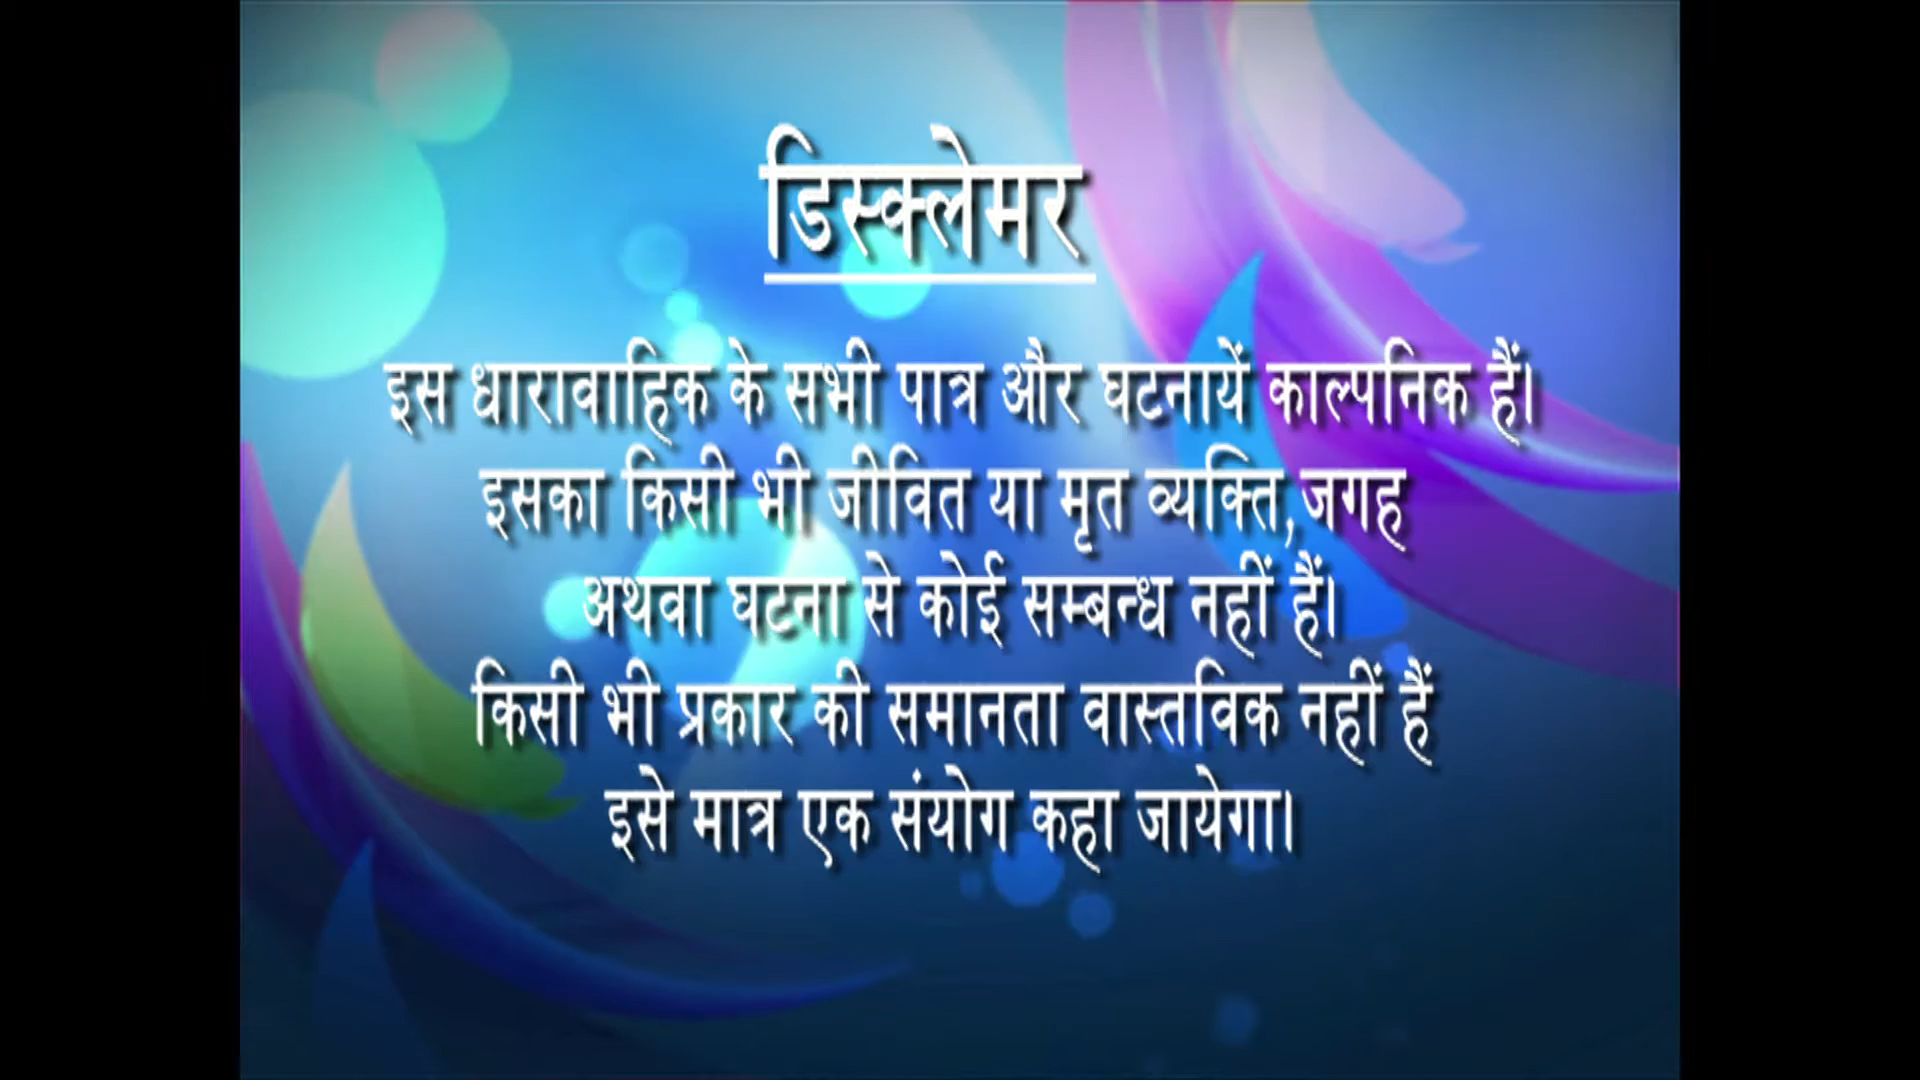 डिस्क्लेमर
इस धारावाहिक के सभी पात्र और घटनायें काल्पनिक हैं।
इसका किसी भी जीवित या मृत व्यक्ति,जगह
अथवा घटना से कोई सम्बन्ध नहीं हैं।
किसी भी प्रकार की समानता वास्तविक नहीं हैं
इसे मात्र एक संयोग कहा जायेगा।